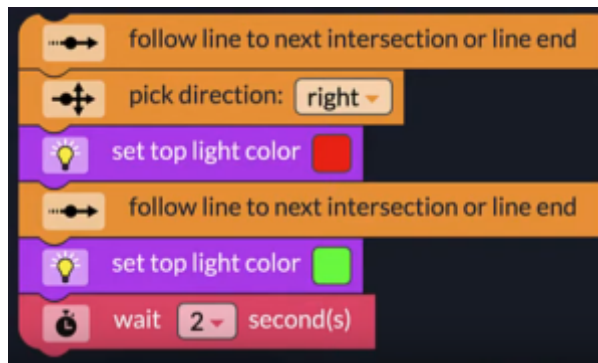 follow line to next intersection or line end
pick direction: right
set top light color
follow line to next intersection or line end
set top light color
wait 2 second(s)